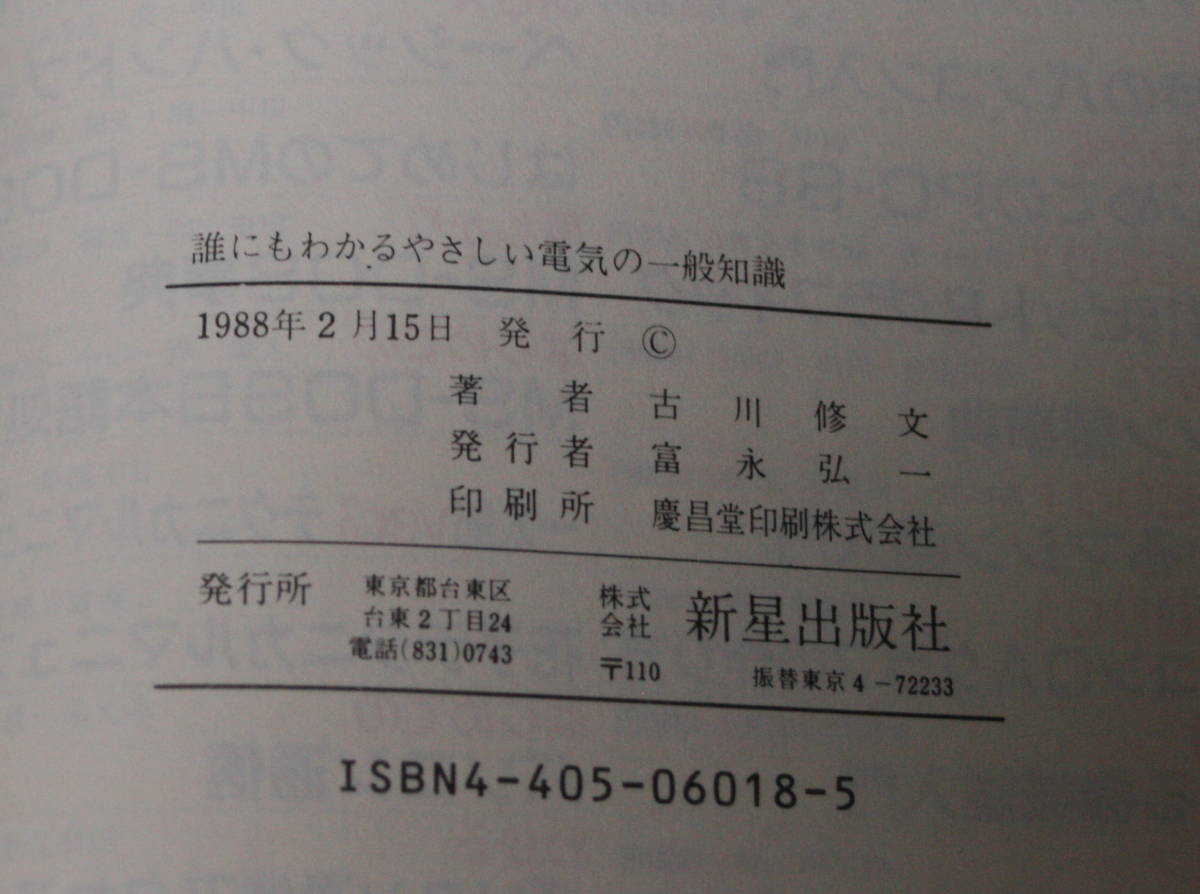 誰にもわかるやさしい電気の一般知識
1988年2月15日 発行 ©
著者 古川修文
発行者 富永弘一
印刷所 慶昌堂印刷株式会社
発行所 東京都台東区台東2丁目24 電話(831)0743 株式会社 新星出版社
〒110 振替東京4-72233
ISBN4-405-06018-5